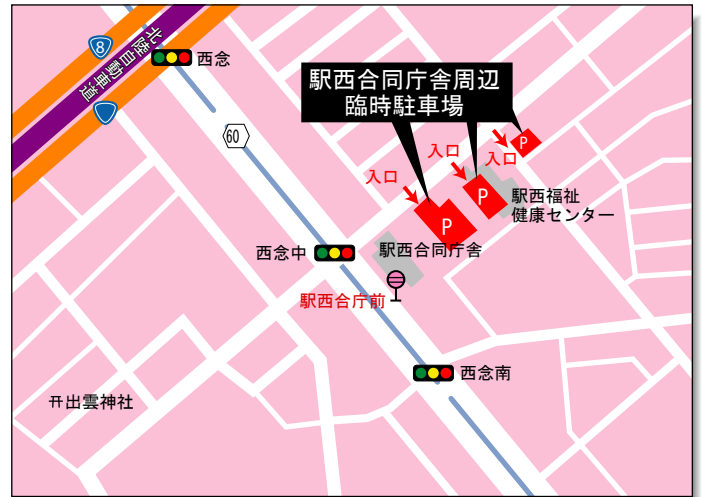 8
西念
北陸自動車道
60
駅西合同庁舎周辺
臨時駐車場
P
入口
入口
入口
P
P
駅西福祉
健康センター
西念中
駅西合同庁舎
駅西合庁前
西念南
出雲神社